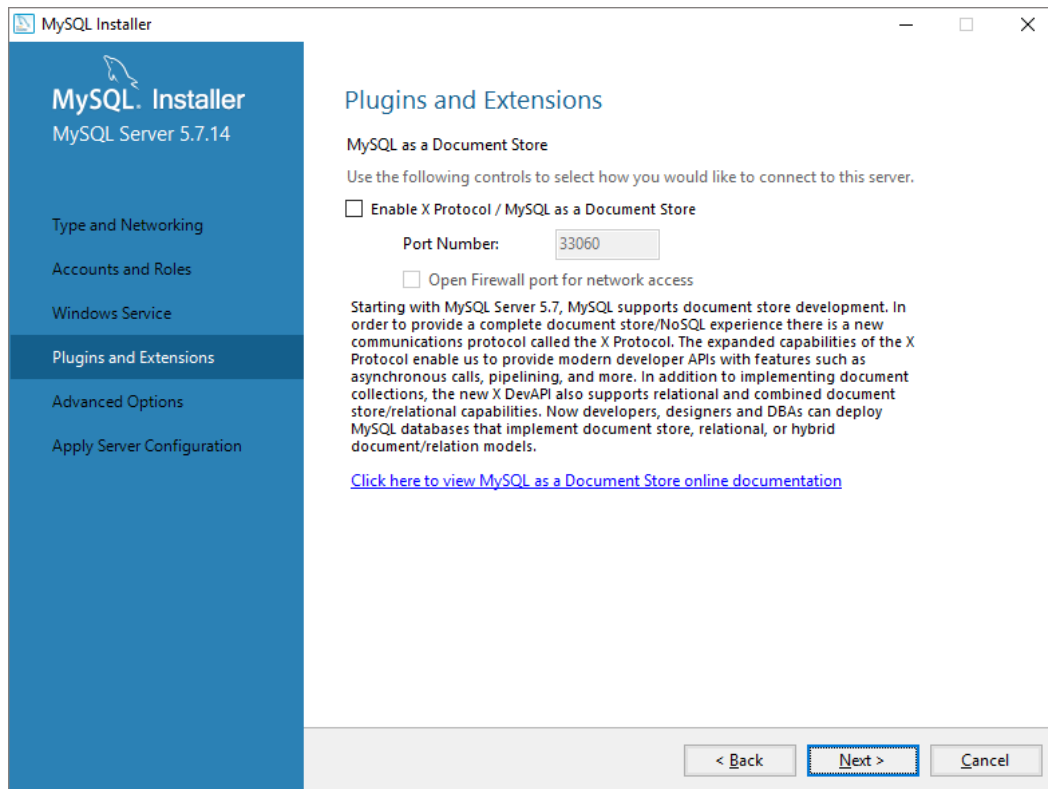 MySQL Installer
MySQL. Installer
MySQL Server 5.7.14
Type and Networking
Accounts and Roles
Windows Service
Plugins and Extensions
Advanced Options
Apply Server Configuration
Plugins and Extensions
MySQL as a Document Store
Use the following controls to select how you would like to connect to this server.
Enable X Protocol / MySQL as a Document Store
Port Number: 33060
Open Firewall port for network access
Starting with MySQL Server 5.7, MySQL supports document store development. In
order to provide a complete document store/NoSQL experience there is a new
communications protocol called the X Protocol. The expanded capabilities of the X
Protocol enable us to provide modern developer APIs with features such as
asynchronous calls, pipelining, and more. In addition to implementing document
collections, the new X DevAPI also supports relational and combined document
store/relational capabilities. Now developers, designers and DBAs can deploy
MySQL databases that implement document store, relational, or hybrid
document/relation models.
Click here to view MySQL as a Document Store online documentation
< Back
Next >
Cancel